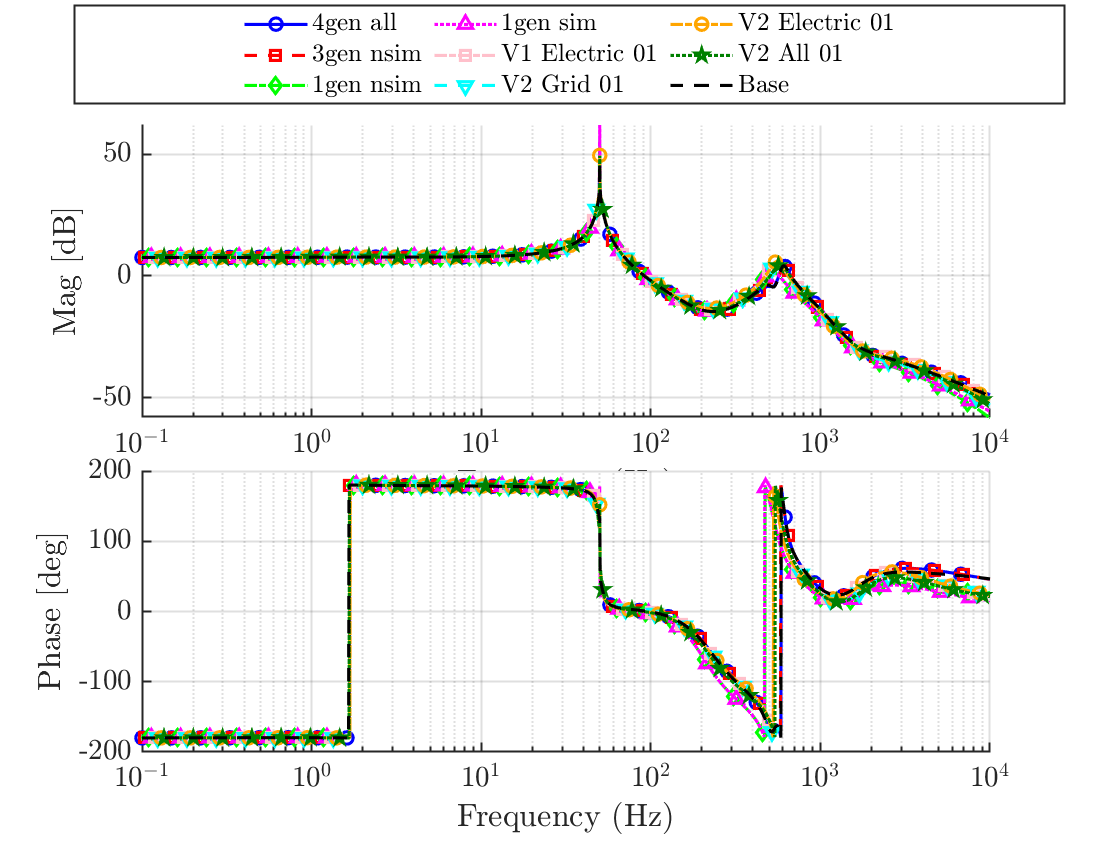 4gen all 1gen sim V2 Electric 01
3gen nsim V1 Electric 01 V2 All 01
1gen nsim V2 Grid 01 Base
Mag [dB]
50
0
-50
10^-1 10^0 10^1 10^2 10^3 10^4
Phase [deg]
200
100
0
-100
-200
10^-1 10^0 10^1 10^2 10^3 10^4
Frequency (Hz)